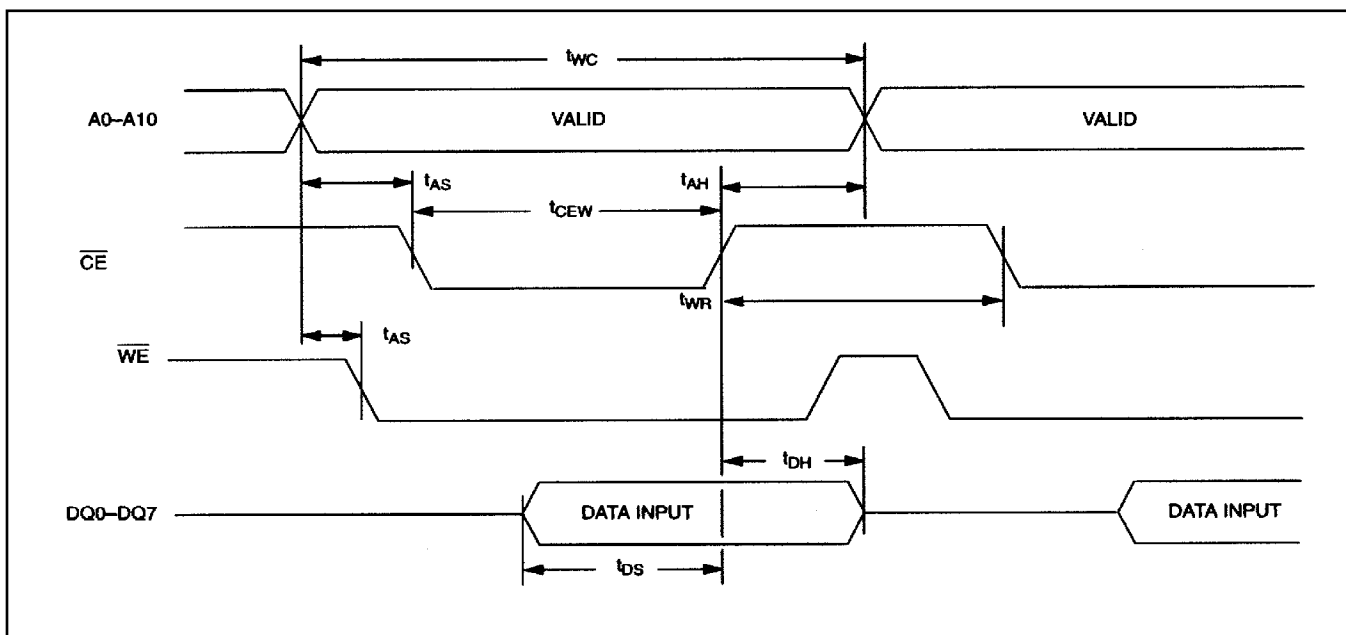 tWC
A0–A10
VALID
VALID
tAS
tAH
tCEW
CE
tWR
tAS
WE
tDH
DQ0–DQ7
DATA INPUT
DATA INPUT
tDS